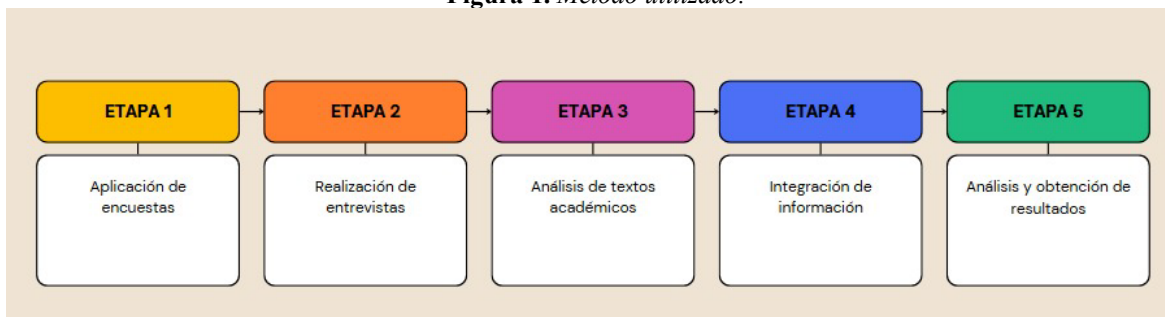 Figura 1. Método utilizado.
ETAPA 1
Aplicación de
encuestas
ETAPA 2
Realización de
entrevistas
ETAPA 3
Análisis de textos
académicos
ETAPA 4
Integración de
información
ETAPA 5
Análisis y obtención de
resultados